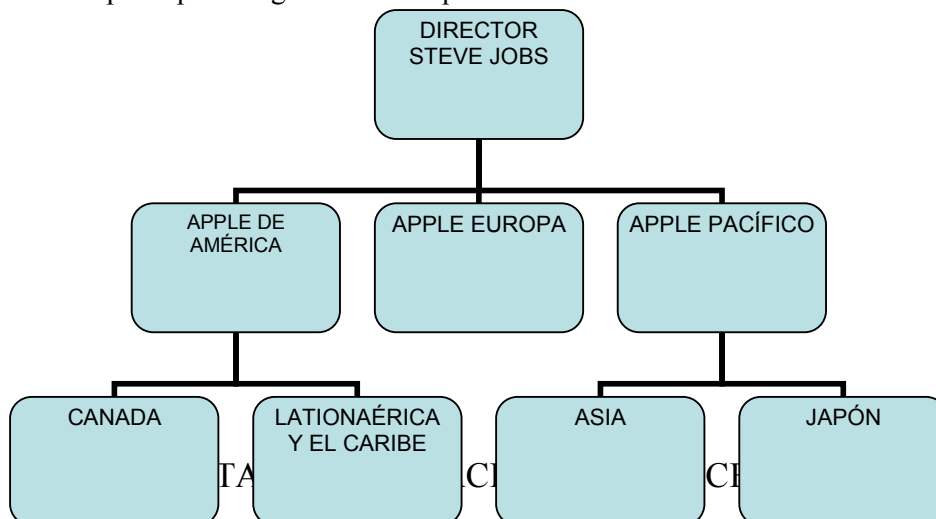 DIRECTOR
STEVE JOBS
APPLE DE
AMÉRICA
APPLE EUROPA
APPLE PACÍFICO
CANADA
LATIONAÉRICA
Y EL CARIBE
ASIA
JAPÓN